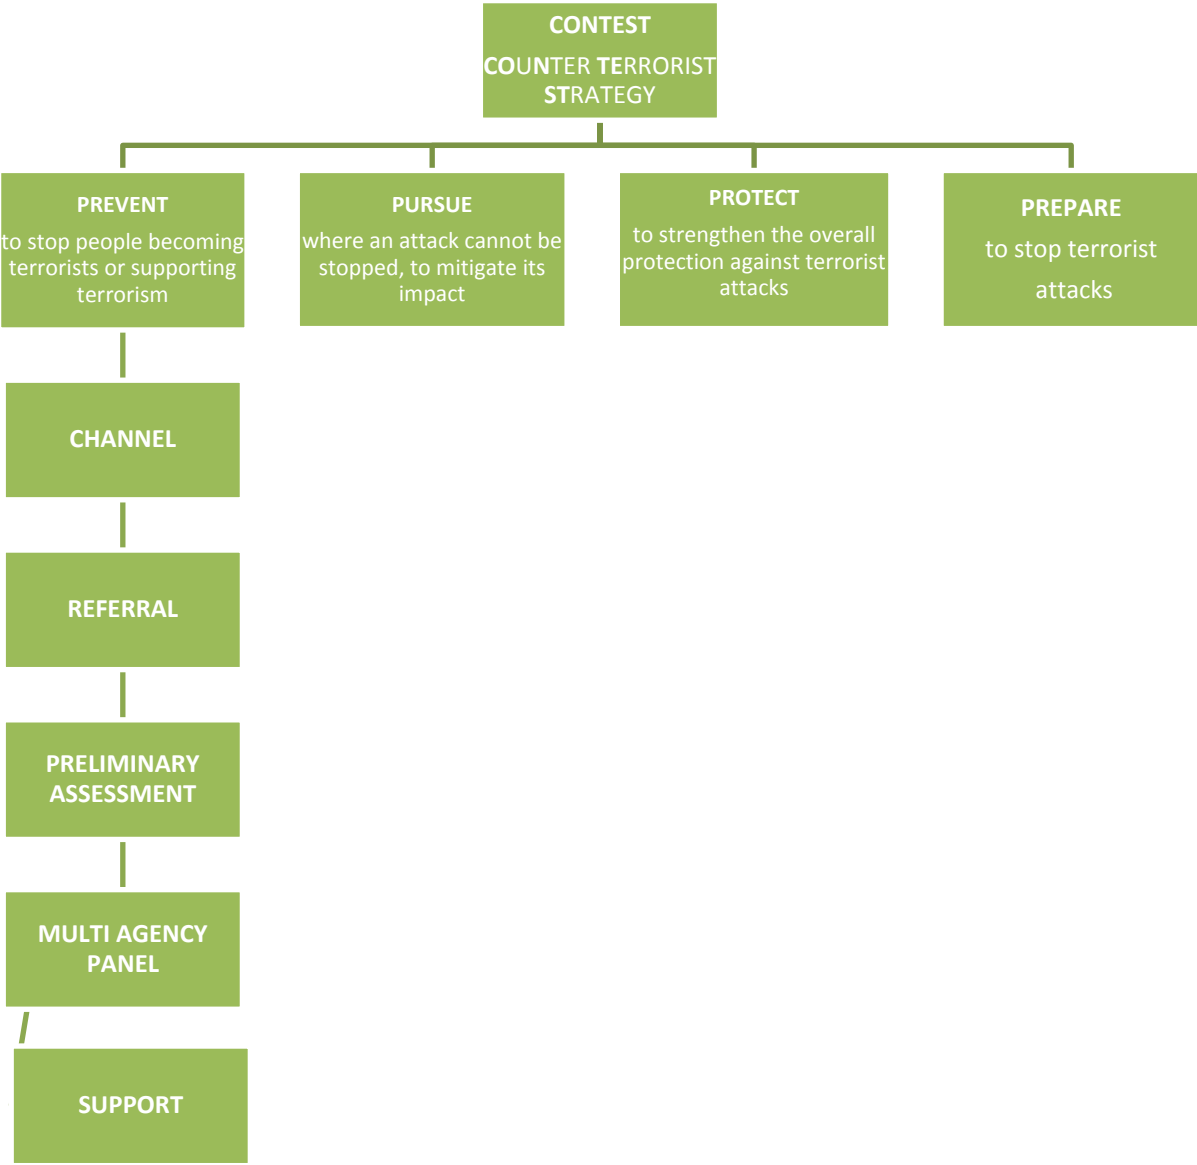 CONTEST
COUNTER TERRORIST
STRATEGY
PREVENT
to stop people becoming
terrorists or supporting
terrorism
PURSUE
where an attack cannot be
stopped, to mitigate its
impact
PROTECT
to strengthen the overall
protection against terrorist
attacks
PREPARE
to stop terrorist
attacks
CHANNEL
REFERRAL
PRELIMINARY
ASSESSMENT
MULTI AGENCY
PANEL
SUPPORT